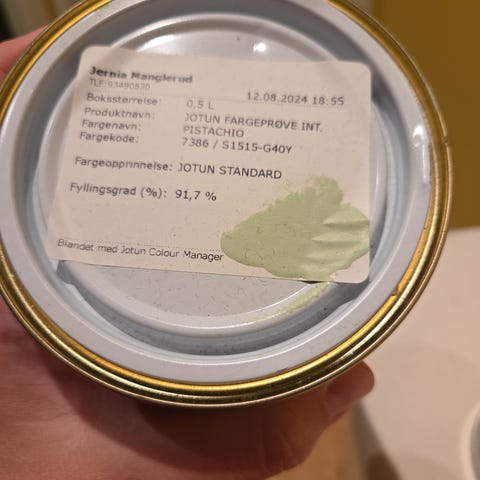 Jernia Manglerud
TLF: 93490830
12.08.2024 18:55
Boksstørrelse: 0,5 L
Produktnavn: JOTUN FARGEPRØVE INT.
Fargenavn: PISTACHIO
Fargekode: 7386 / S1515-G40Y
Fargeopprinnelse: JOTUN STANDARD
Fyllingsgrad (%): 91,7 %
Blandet med Jotun Colour Manager